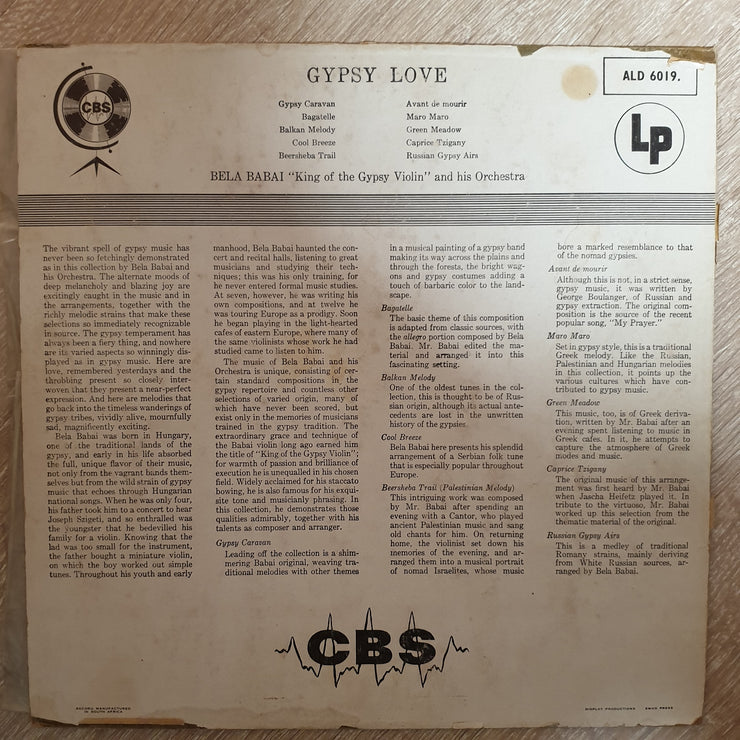 GYPSY LOVE
ALD 6019.
CBS
Lp
Gypsy Caravan
Bagatelle
Balkan Melody
Cool Breeze
Beersheba Trail
Avant de mourir
Maro Maro
Green Meadow
Caprice Tzigany
Russian Gypsy Airs
BELA BABAI "King of the Gypsy Violin" and his Orchestra
The vibrant spell of gypsy music has
never been so fetchingly demonstrated
as in this collection by Bela Babai and
his Orchestra. The alternate moods of
deep melancholy and blazing joy are
excitingly caught in the music and in
the arrangements, together with the
richly melodic strains that make these
selections so immediately recognizable
in source. The gypsy temperament has
always been a fiery thing, and nowhere
are its varied aspects so winningly dis-
played as in gypsy music. Here are
love, remembered yesterdays and the
throbbing present so closely inter-
woven that they present a near-perfect
expression. And here are melodies that
go back into the timeless wanderings of
gypsy tribes, vividly alive, mournfully
sad, magnificently exciting.
Bela Babai was born in Hungary,
one of the traditional lands of the
gypsy, and early in his life absorbed
the full, unique flavor of their music,
not only from the vagrant bands them-
selves but from the wild strain of gypsy
music that echoes through Hungarian
national songs. When he was only four,
his father took him to a concert to hear
Joseph Szigeti, and so enthralled was
the youngster that he bedevilled his
family for a violin. Knowing that the
lad was too small for the instrument,
the father bought a miniature violin,
on which the boy worked out simple
tunes. Throughout his youth and early
manhood, Bela Babai haunted the con-
cert and recital halls, listening to great
musicians and studying their tech-
niques; this was his only training, for
he never entered formal music studies.
At seven, however, he was writing his
own compositions, and at twelve he
was touring Europe as a prodigy. Soon
he began playing in the light-hearted
cafes of eastern Europe, where many of
the same violinists whose work he had
studied came to listen to him.
The music of Bela Babai and his
Orchestra is unique, consisting of cer-
tain standard compositions in the
gypsy repertoire and countless other
selections of varied origin, many of
which have never been scored, but
exist only in the memories of musicians
trained in the gypsy tradition. The
extraordinary grace and technique of
the Babai violin long ago earned him
the title of "King of the Gypsy Violin";
for warmth of passion and brilliance of
execution he is unequalled in his chosen
field. Widely acclaimed for his staccato
bowing, he is also famous for his exqui-
site tone and musicianly phrasing. In
this collection, he demonstrates those
qualities admirably, together with his
talents as composer and arranger.
Gypsy Caravan
Leading off the collection is a shim-
mering Babai original, weaving tra-
ditional melodies with other themes
in a musical painting of a gypsy band
making its way across the plains and
through the forests, the bright wag-
ons and gypsy costumes adding a
touch of barbaric color to the land-
scape.
Bagatelle
The basic theme of this composition
is adapted from classic sources, with
the allegro portion composed by Bela
Babai. Mr. Babai edited the ma-
terial and arranged it into this
fascinating setting.
Balkan Melody
One of the oldest tunes in the col-
lection, this is thought to be of Rus-
sian origin, although its actual ante-
cedents are lost in the unwritten
history of the gypsies.
Cool Breeze
Bela Babai here presents his splendid
arrangement of a Serbian folk tune
that is especially popular throughout
Europe.
Beersheba Trail (Palestinian Melody)
This intriguing work was composed
by Mr. Babai after spending an
evening with a Cantor, who played
ancient Palestinian music and sang
old chants for him. On returning
home, the violinist set down his
memories of the evening, and ar-
ranged them into a musical portrait
of nomad Israelites, whose music
bore a marked resemblance to that
of the nomad gypsies.
Avant de mourir
Although this is not, in a strict sense,
gypsy music, it was written by
George Boulanger, of Russian and
gypsy extraction. The original comp-
osition is the source of the recent
popular song, "My Prayer."
Maro Maro
Set in gypsy style, this is a traditional
Greek melody. Like the Russian,
Palestinian and Hungarian melodies
in this collection, it points up the
various cultures which have con-
tributed to gypsy music.
Green Meadow
This music, too, is of Greek deriva-
tion, written by Mr. Babai after an
evening spent listening to music in
Greek cafes. In it, he attempts to
capture the atmosphere of Greek
modes and music.
Caprice Tzigany
The original music of this arrange-
ment was first heard by Mr. Babai
when Jascha Heifetz played it. In
tribute to the virtuoso, Mr. Babai
worked up this selection from the
thematic material of the original.
Russian Gypsy Airs
This is a medley of traditional
Romany strains, mainly deriving
from White Russian sources, ar-
ranged by Bela Babai.
CBS
RECORD MANUFACTURED
IN SOUTH AFRICA
DISPLAY PRODUCTIONS
SWAN PRESS